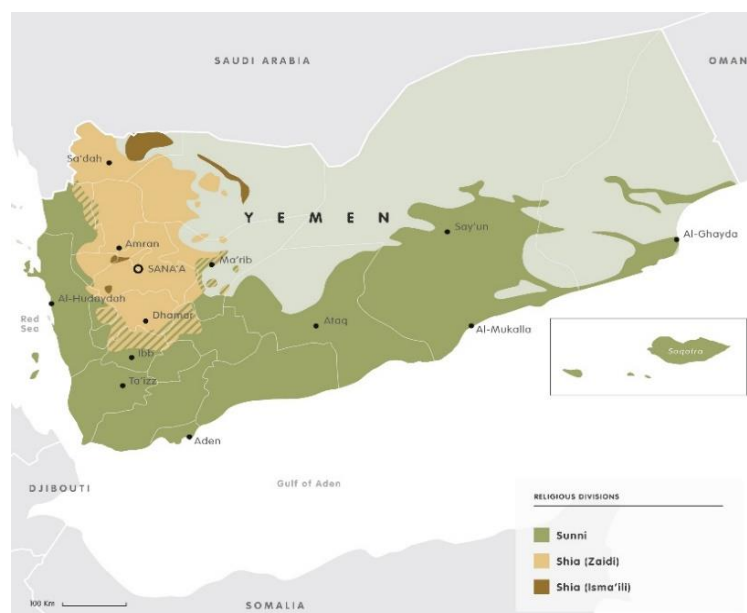 SAUDI ARABIA
OMAN
Sa'dah
YEMEN
Say'un
Al-Ghayda
Amran
SANA'A
Ma'rib
Al-Hudaydah
Red
Sea
Dhamar
Ataq
Al-Mukalla
Ibb
Ta'izz
Soqotra
Aden
DJIBOUTI
Gulf of Aden
RELIGIOUS DIVISIONS
Sunni
Shia (Zaidi)
Shia (Isma'ili)
100 Km
SOMALIA